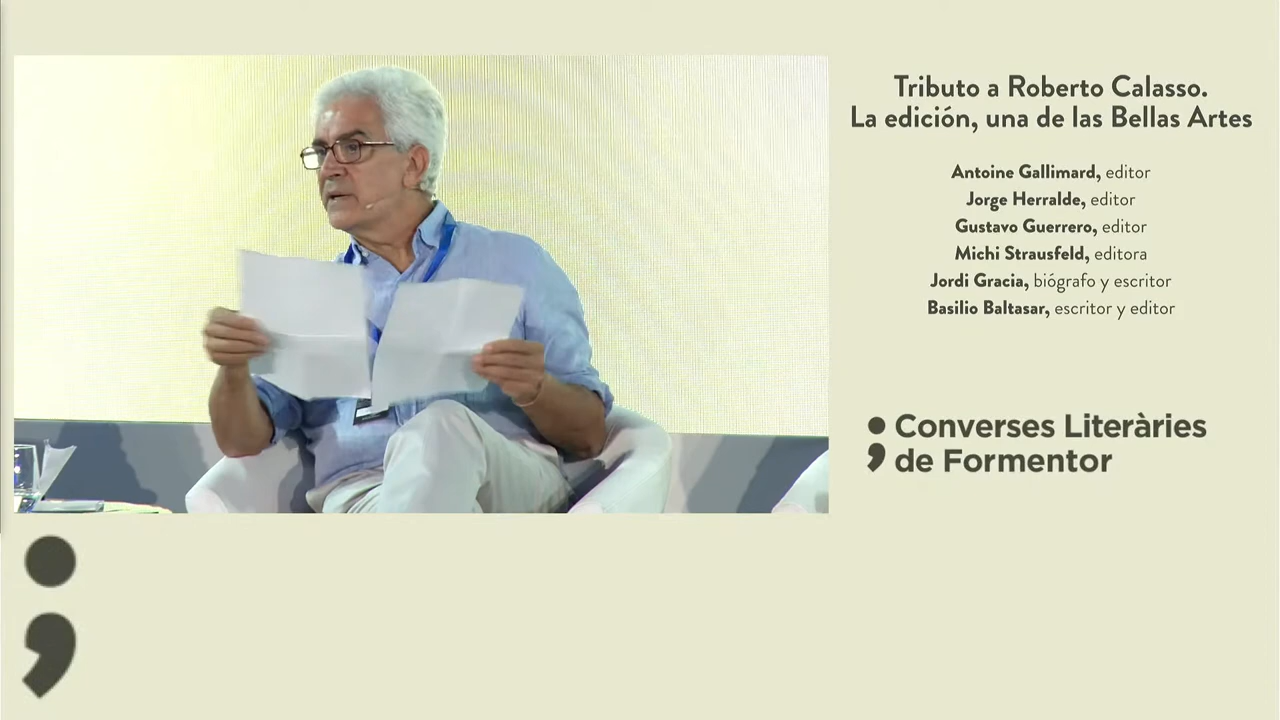 Tributo a Roberto Calasso.
La edición, una de las Bellas Artes
Antoine Gallimard, editor
Jorge Herralde, editor
Gustavo Guerrero, editor
Michi Strausfeld, editora
Jordi Gracia, biógrafo y escritor
Basilio Baltasar, escritor y editor
Converses Literàries
de Formentor